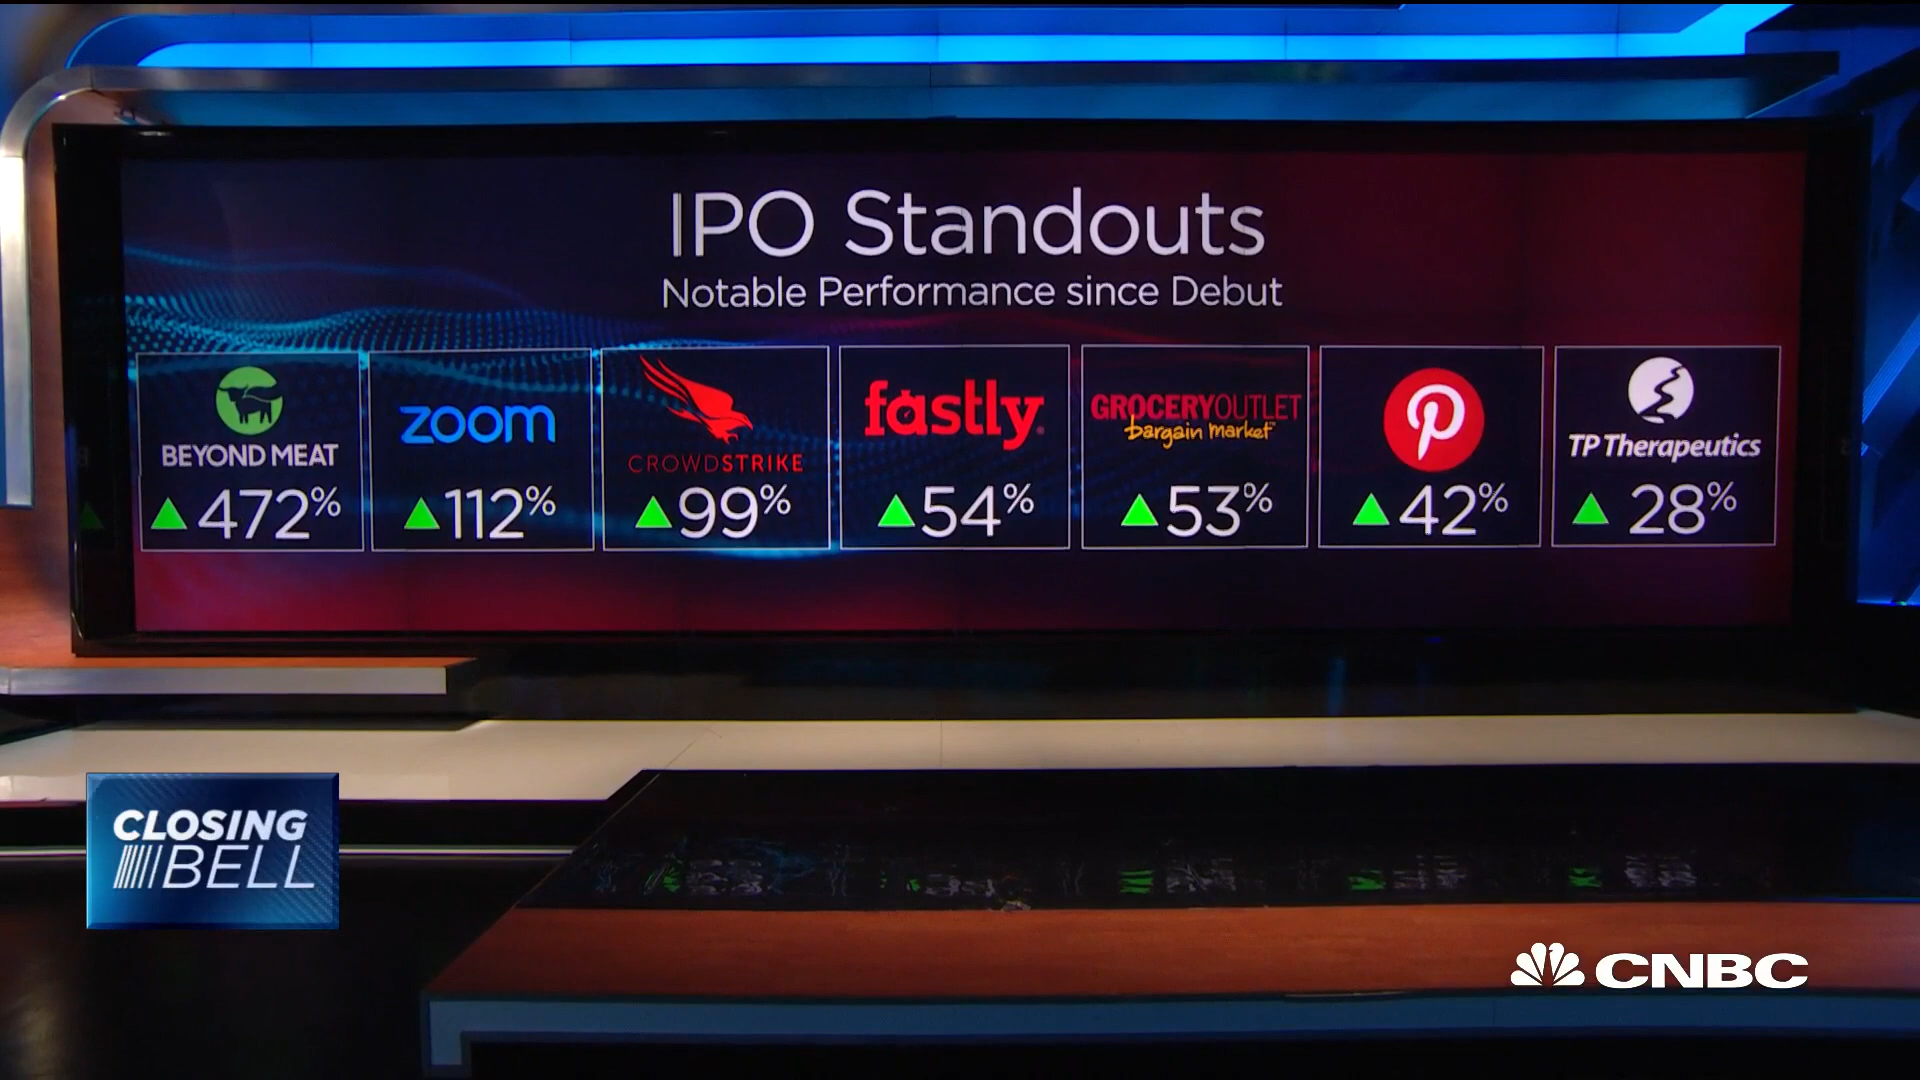 IPO Standouts
Notable Performance since Debut
BEYOND MEAT
472%
zoom
112%
CROWDSTRIKE
99%
fastly
54%
GROCERYOUTLET
bargain market
53%
42%
TP Therapeutics
28%
CLOSING
BELL
CNBC